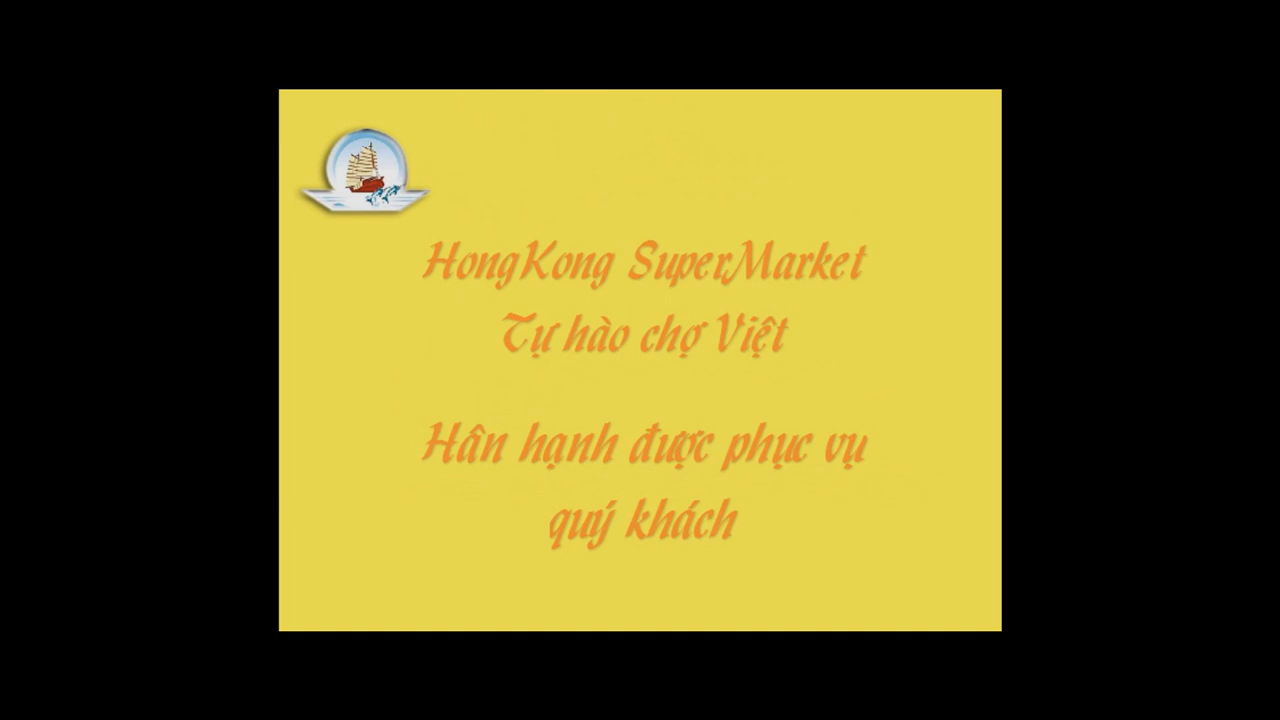 HongKong SuperMarket
Tự hào chợ Việt
Hân hạnh được phục vụ
quý khách